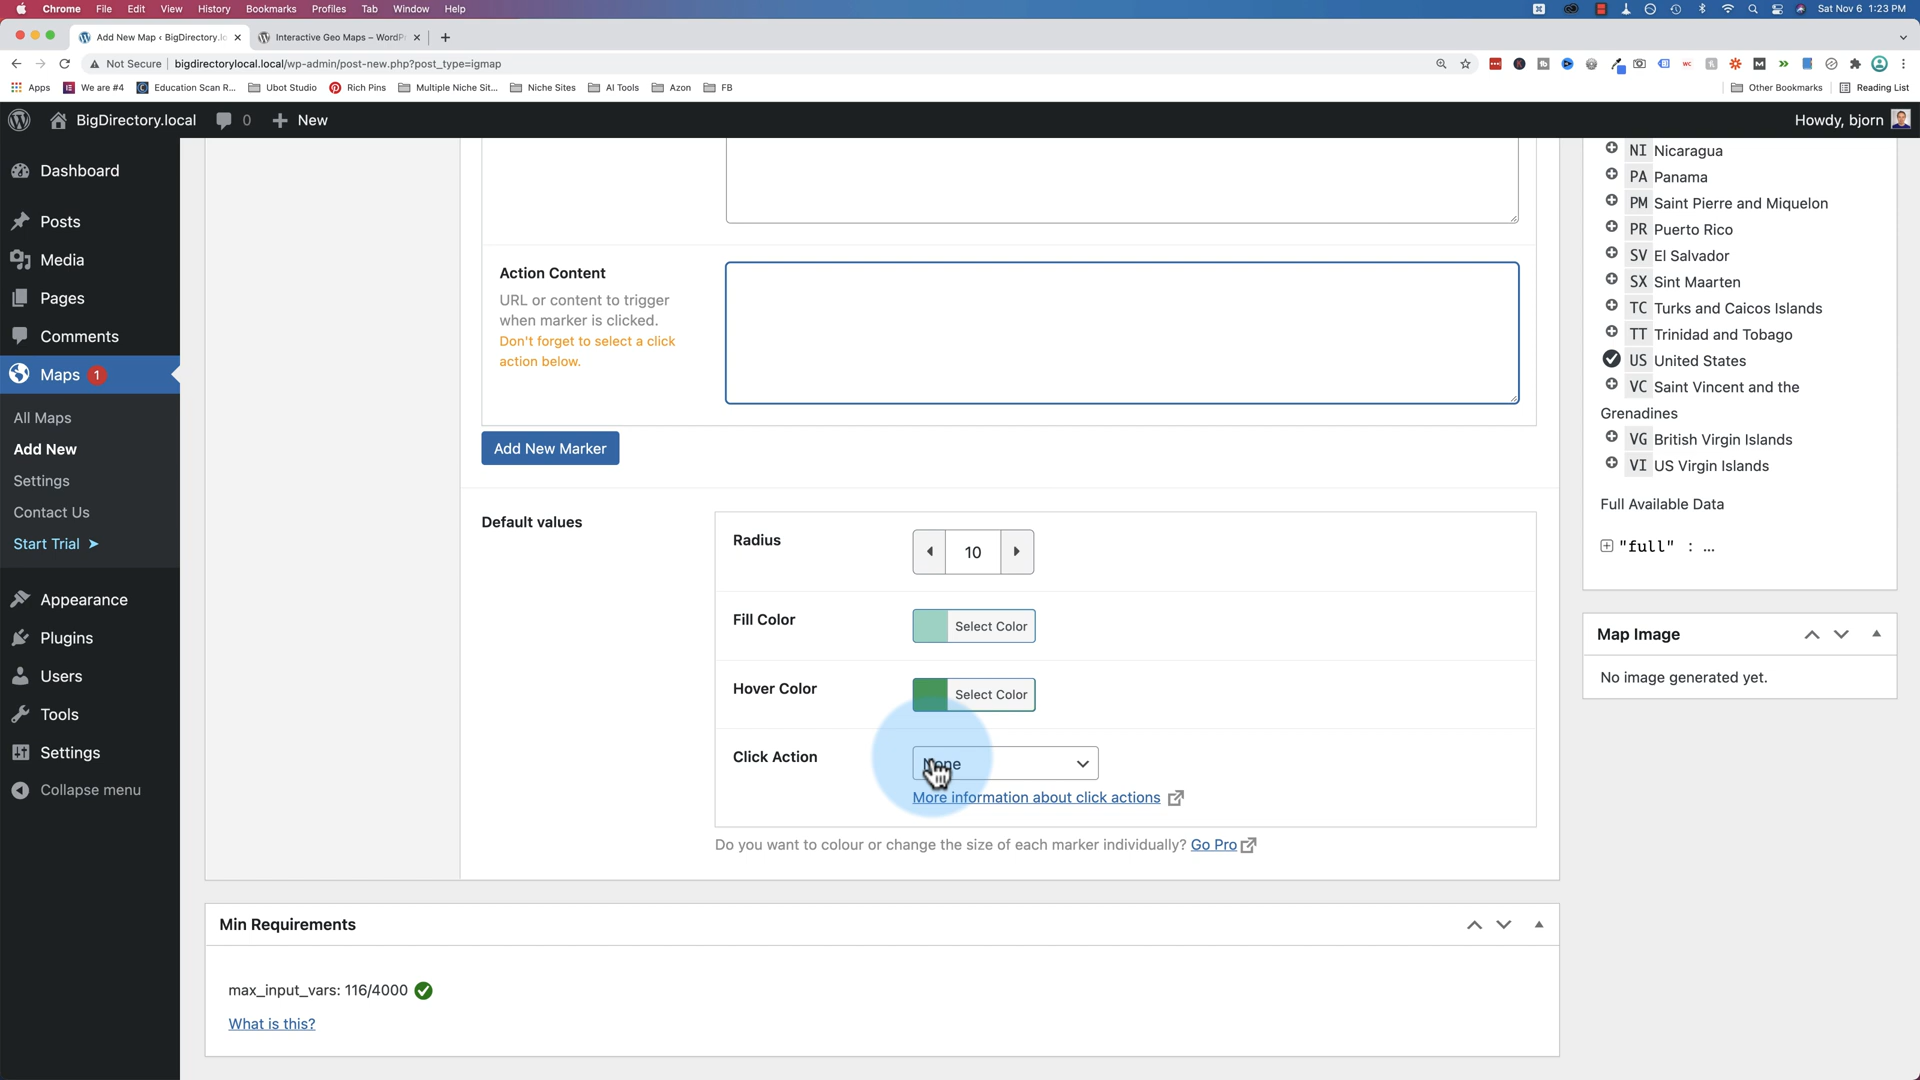 Chrome File Edit View History Bookmarks Profiles Tab Window Help
Sat Nov 6 1:23 PM
Add New Map ‹ BigDirectory.lo
Interactive Geo Maps – WordPr
Not Secure bigdirectorylocal.local/wp-admin/post-new.php?post_type=igmap
Apps We are #4 Education Scan R... Ubot Studio Rich Pins Multiple Niche Sit... Niche Sites AI Tools Azon FB Other Bookmarks Reading List
BigDirectory.local 0 New Howdy, bjorn
Dashboard
Posts
Media
Pages
Comments
Maps 1
All Maps
Add New
Settings
Contact Us
Start Trial ➤
Appearance
Plugins
Users
Tools
Settings
Collapse menu
Action Content
URL or content to trigger
when marker is clicked.
Don't forget to select a click
action below.
Add New Marker
Default values
Radius 10
Fill Color Select Color
Hover Color Select Color
Click Action None
More information about click actions
Do you want to colour or change the size of each marker individually? Go Pro
Min Requirements
max_input_vars: 116/4000
What is this?
NI Nicaragua
PA Panama
PM Saint Pierre and Miquelon
PR Puerto Rico
SV El Salvador
SX Sint Maarten
TC Turks and Caicos Islands
TT Trinidad and Tobago
US United States
VC Saint Vincent and the
Grenadines
VG British Virgin Islands
VI US Virgin Islands
Full Available Data
"full" : ...
Map Image
No image generated yet.